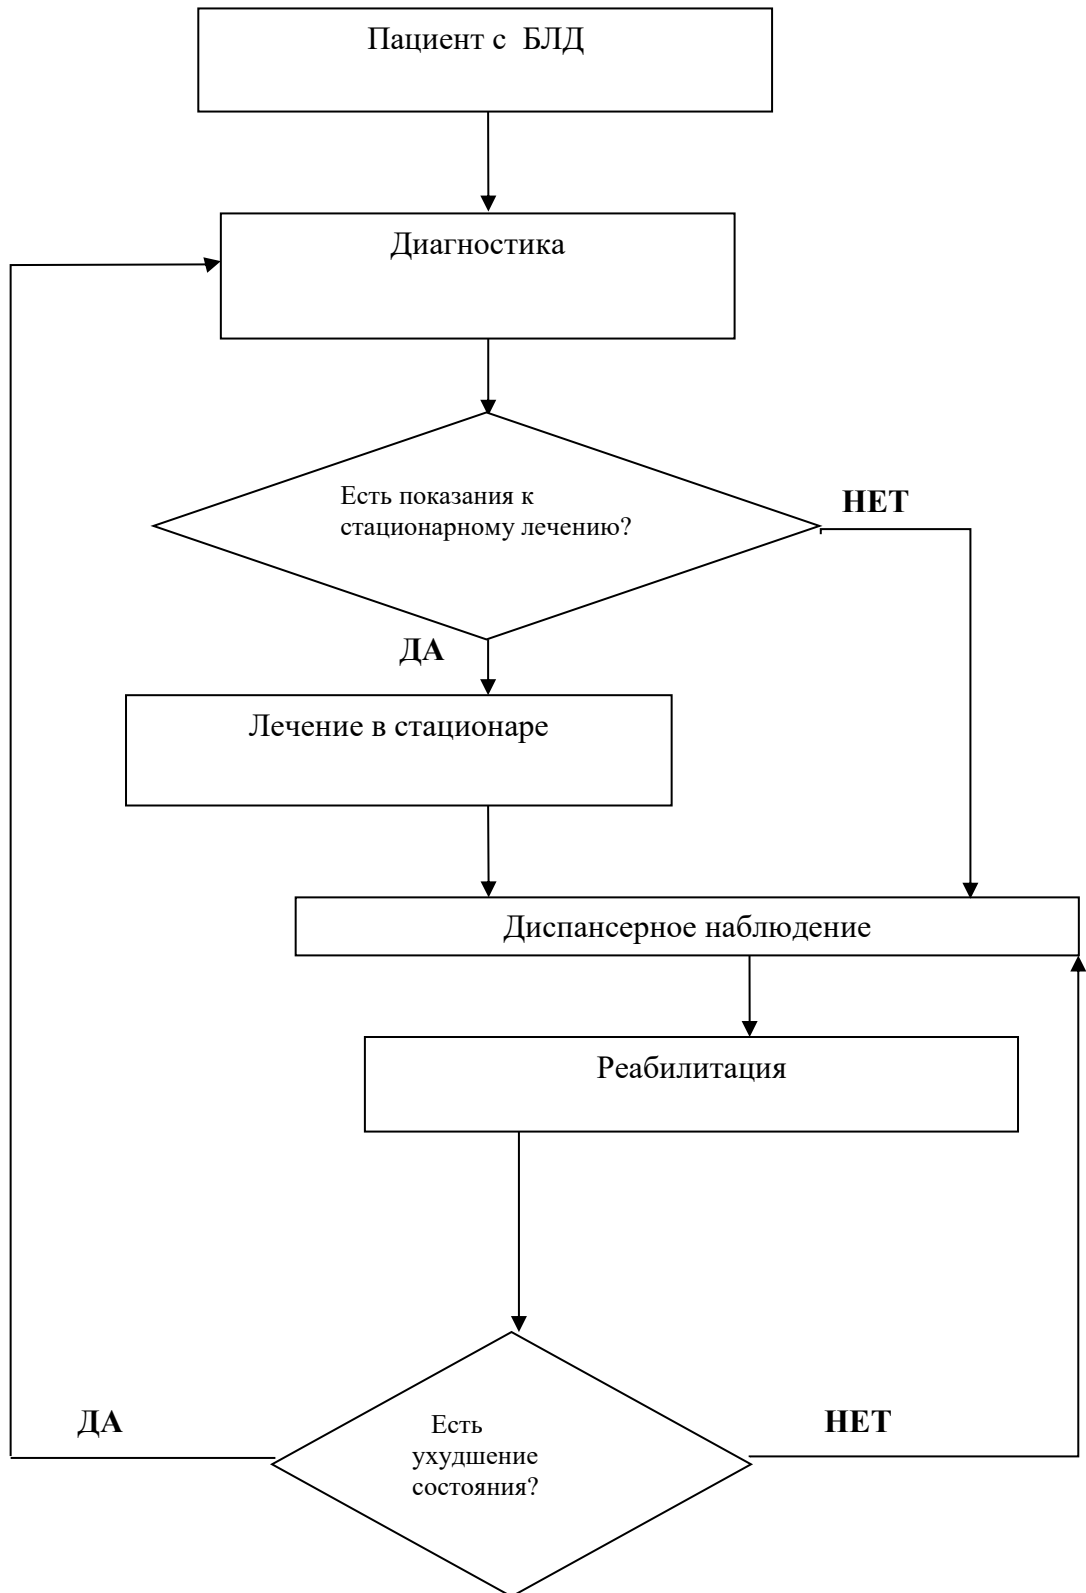 Пациент с БЛД
Диагностика
Есть показания к
стационарному лечению?
НЕТ
ДА
Лечение в стационаре
Диспансерное наблюдение
Реабилитация
ДА
Есть
ухудшение
состояния?
НЕТ